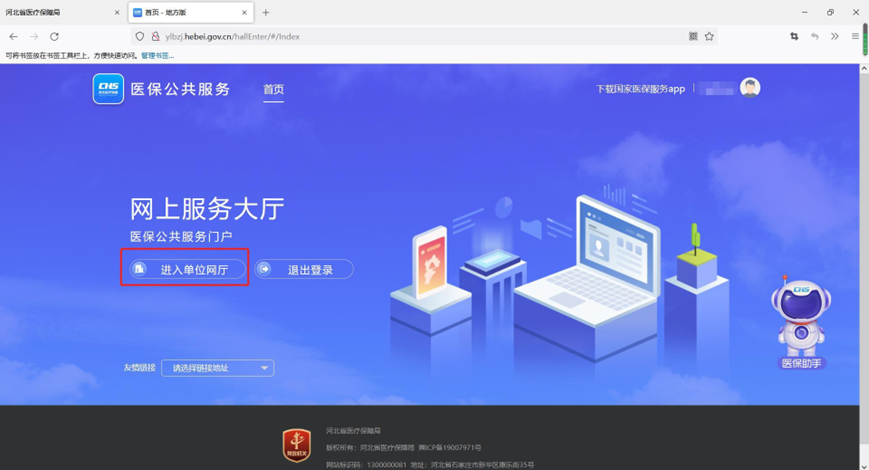 河北省医疗保障局
首页 - 地方版
ylbzj.hebei.gov.cn/hallEnter/#/Index
可将书签放在书签工具栏上，方便快速访问。管理书签...
CHS
医保公共服务
首页
下载国家医保服务app
网上服务大厅
医保公共服务门户
进入单位网厅
退出登录
CHS
医保助手
友情链接
请选择链接地址
河北省医疗保障局
版权所有：河北省医疗保障局 冀ICP备19007971号
网站标识码：1300000081 地址：河北省石家庄市新华区康乐街35号